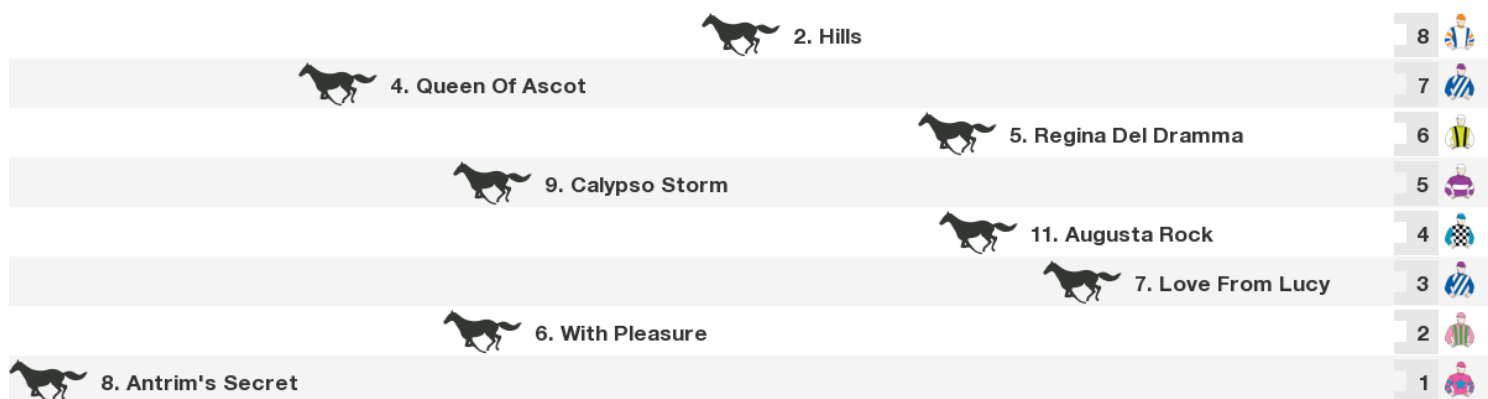 2. Hills 8
4. Queen Of Ascot 7
5. Regina Del Dramma 6
9. Calypso Storm 5
11. Augusta Rock 4
7. Love From Lucy 3
6. With Pleasure 2
8. Antrim's Secret 1